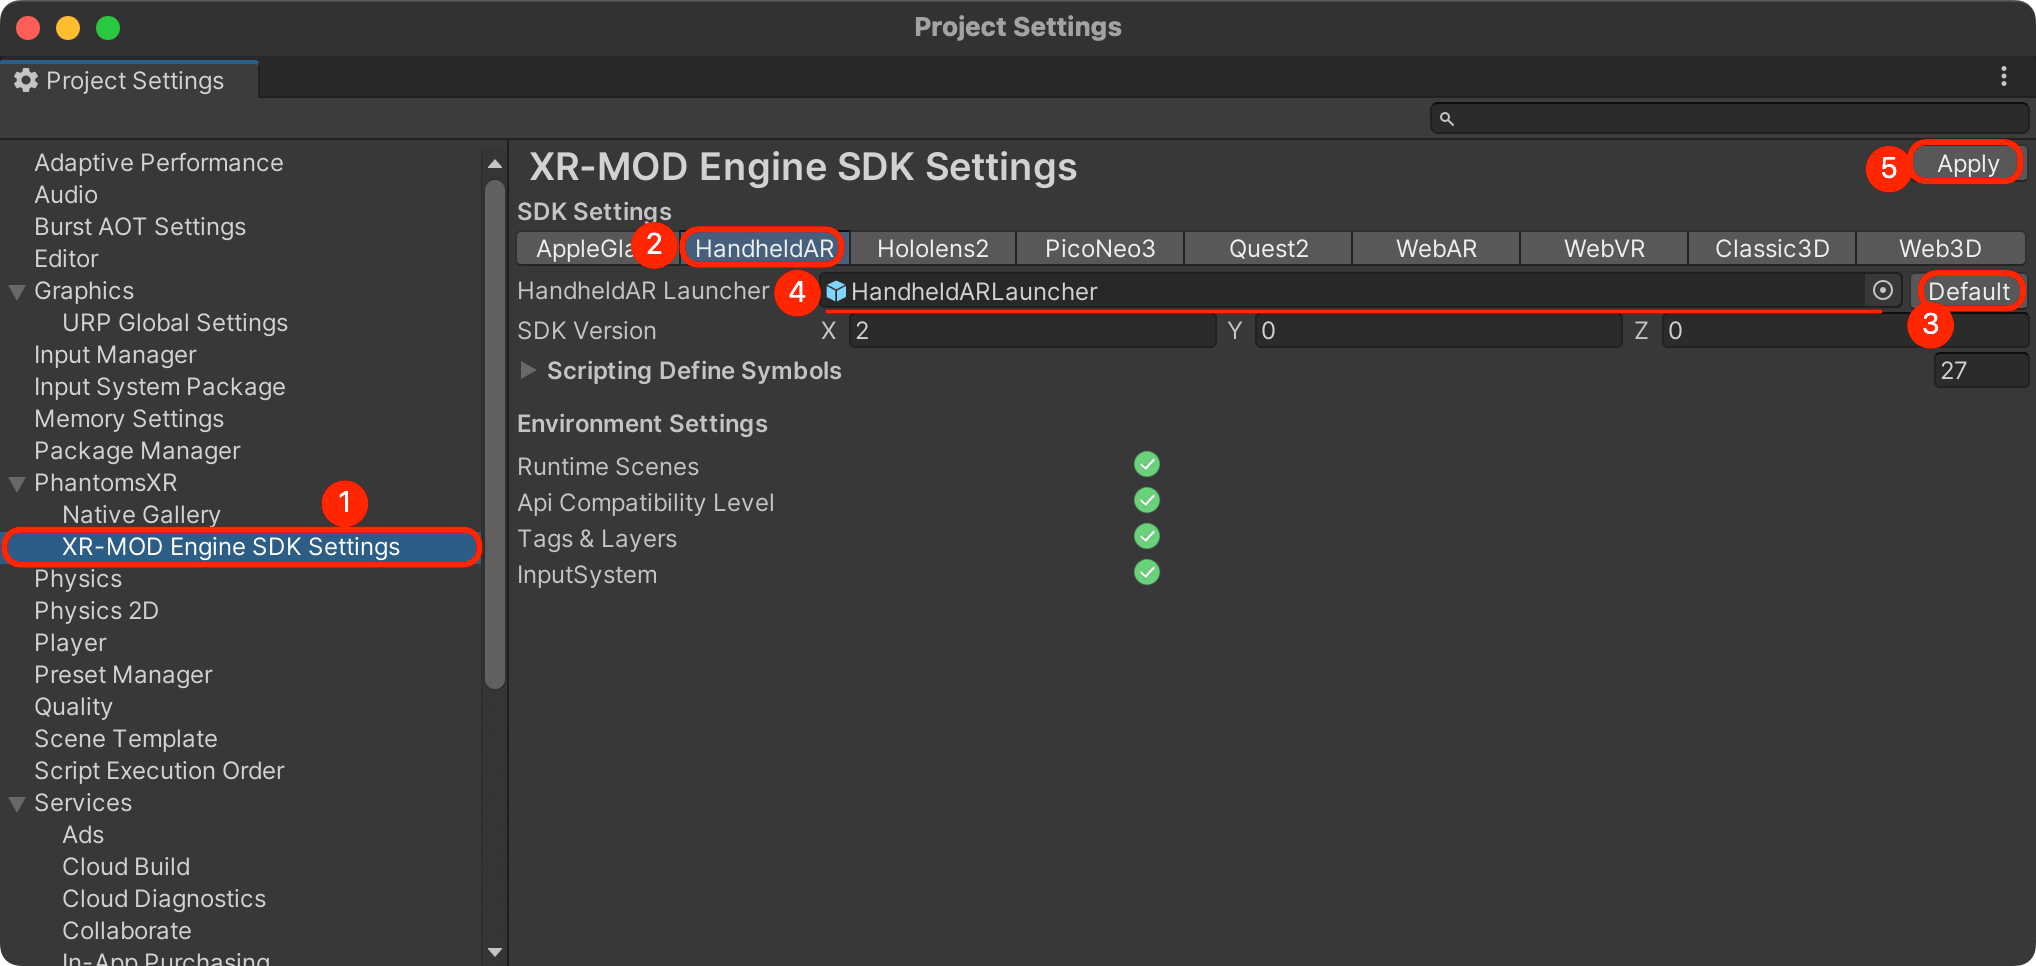 Project Settings
Project Settings
Adaptive Performance
Audio
Burst AOT Settings
Editor
Graphics
URP Global Settings
Input Manager
Input System Package
Memory Settings
Package Manager
PhantomsXR
1
Native Gallery
XR-MOD Engine SDK Settings
Physics
Physics 2D
Player
Preset Manager
Quality
Scene Template
Script Execution Order
Services
Ads
Cloud Build
Cloud Diagnostics
Collaborate
In-App Purchasing
XR-MOD Engine SDK Settings
5 Apply
SDK Settings
AppleGla 2 HandheldAR Hololens2 PicoNeo3 Quest2 WebAR WebVR Classic3D Web3D
HandheldAR Launcher 4 HandheldARLauncher Default
3
SDK Version X 2 Y 0 Z 0
Scripting Define Symbols 27
Environment Settings
Runtime Scenes
Api Compatibility Level
Tags & Layers
InputSystem